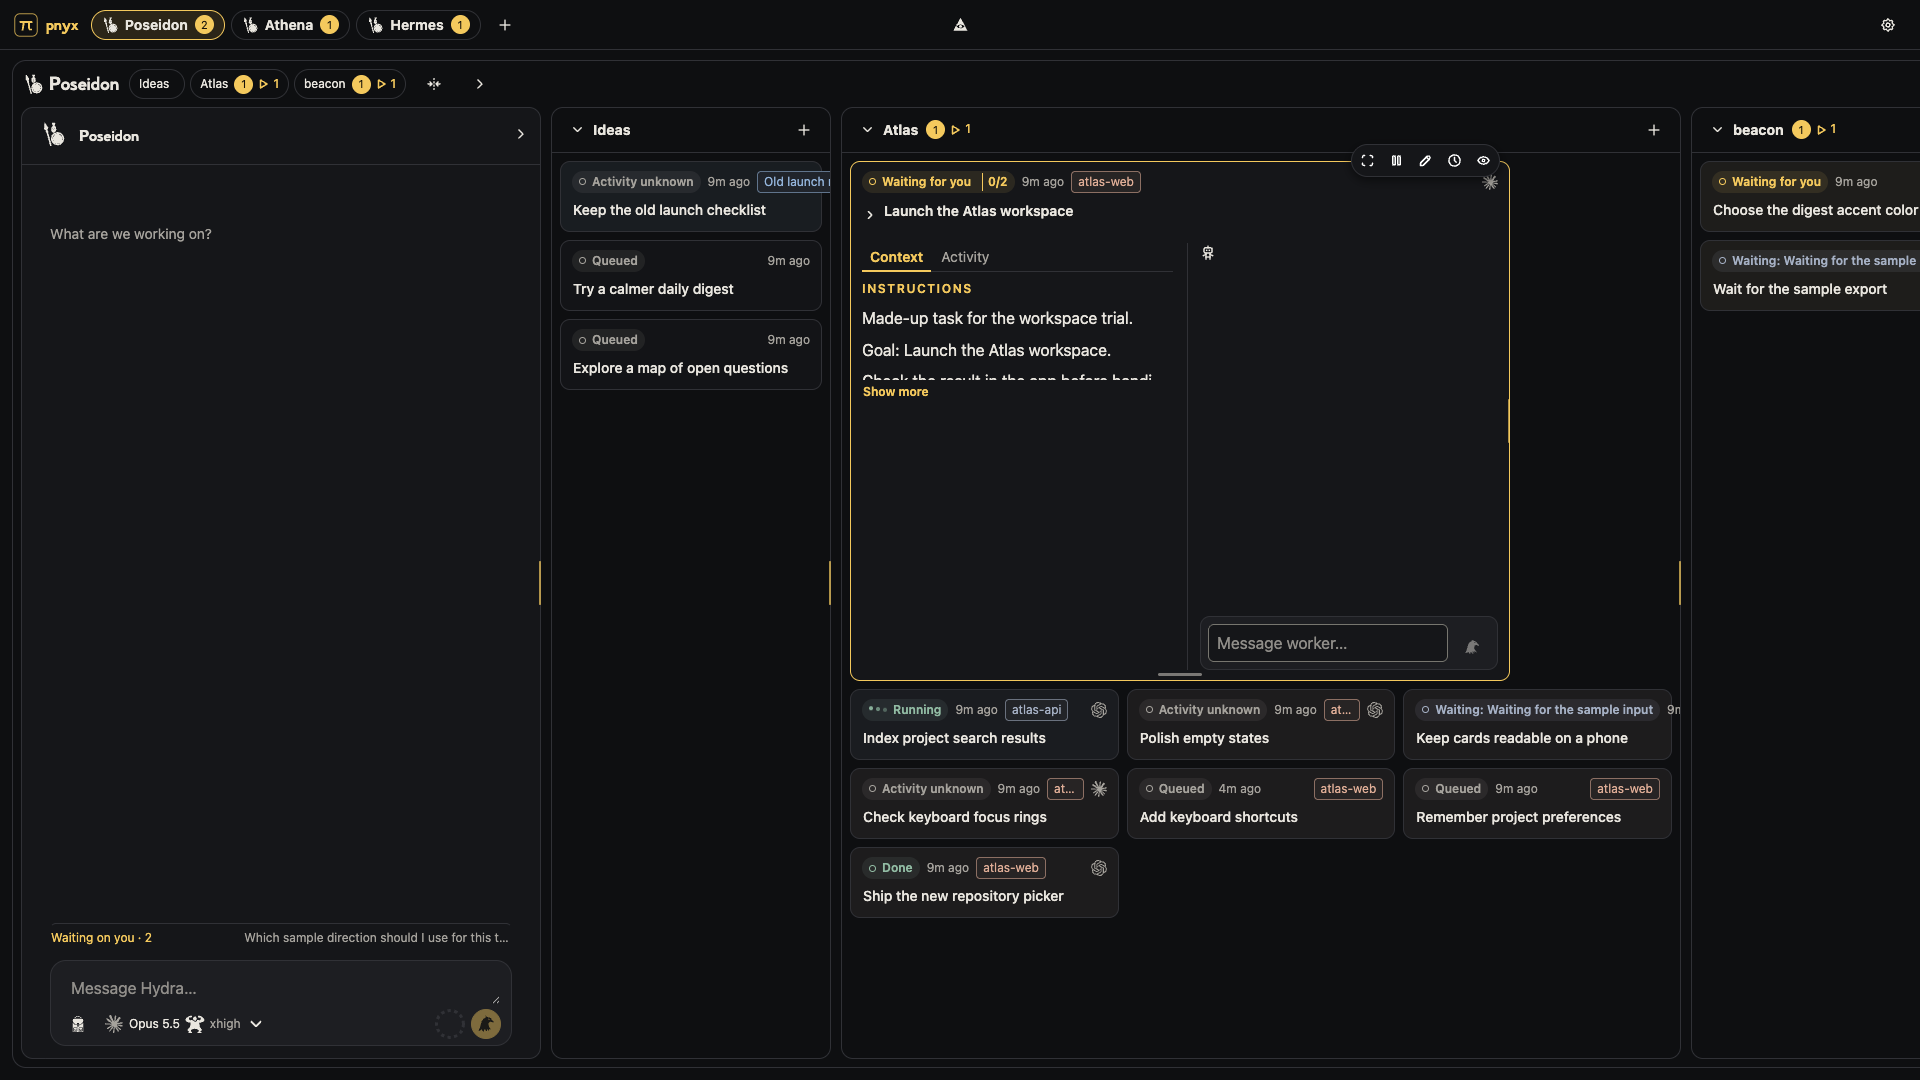 pnyx
Poseidon 2
Athena 1
Hermes 1
Poseidon
Ideas
Atlas 1 1
beacon 1 1
Poseidon
What are we working on?
Waiting on you · 2
Which sample direction should I use for this t...
Message Hydra...
Opus 5.5
xhigh
Ideas
Activity unknown 9m ago Old launch
Keep the old launch checklist
Queued 9m ago
Try a calmer daily digest
Queued 9m ago
Explore a map of open questions
Atlas 1 1
Waiting for you 0/2 9m ago atlas-web
Launch the Atlas workspace
Context Activity
INSTRUCTIONS
Made-up task for the workspace trial.
Goal: Launch the Atlas workspace.
Check the result in the app before handi
Show more
Message worker...
Running 9m ago atlas-api
Index project search results
Activity unknown 9m ago at...
Polish empty states
Waiting: Waiting for the sample input 9m
Keep cards readable on a phone
Activity unknown 9m ago at...
Check keyboard focus rings
Queued 4m ago atlas-web
Add keyboard shortcuts
Queued 9m ago atlas-web
Remember project preferences
Done 9m ago atlas-web
Ship the new repository picker
beacon 1 1
Waiting for you 9m ago
Choose the digest accent color
Waiting: Waiting for the sample
Wait for the sample export